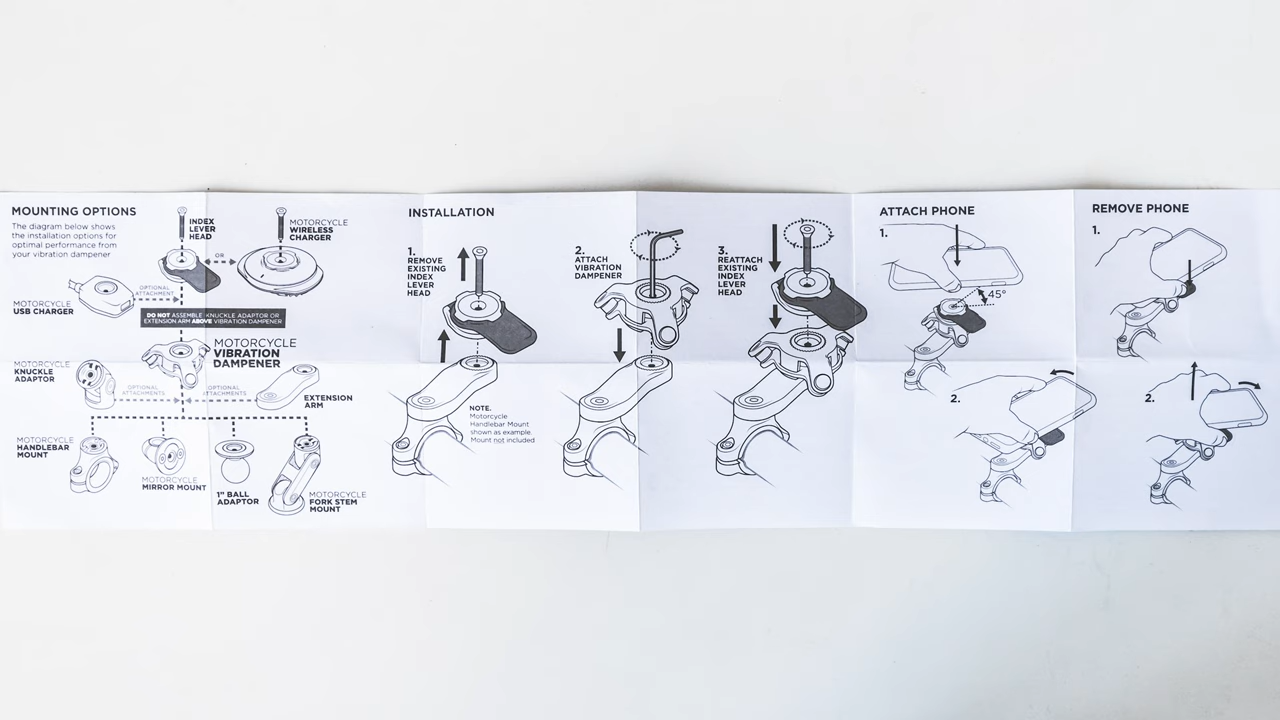 MOUNTING OPTIONS
The diagram below shows
the installation options for
optimal performance from
your vibration dampener
INDEX
LEVER
HEAD
OR
MOTORCYCLE
WIRELESS
CHARGER
OPTIONAL
ATTACHMENT
MOTORCYCLE
USB CHARGER
DO NOT ASSEMBLE KNUCKLE ADAPTOR OR
EXTENSION ARM ABOVE VIBRATION DAMPENER
MOTORCYCLE
VIBRATION
DAMPENER
MOTORCYCLE
KNUCKLE
ADAPTOR
OPTIONAL
ATTACHMENTS
OPTIONAL
ATTACHMENTS
EXTENSION
ARM
MOTORCYCLE
HANDLEBAR
MOUNT
MOTORCYCLE
MIRROR MOUNT
1" BALL
ADAPTOR
MOTORCYCLE
FORK STEM
MOUNT
INSTALLATION
1.
REMOVE
EXISTING
INDEX
LEVER
HEAD
NOTE.
Motorcycle
Handlebar Mount
shown as example.
Mount not included
2.
ATTACH
VIBRATION
DAMPENER
3.
REATTACH
EXISTING
INDEX
LEVER
HEAD
ATTACH PHONE
1.
45°
2.
REMOVE PHONE
1.
2.